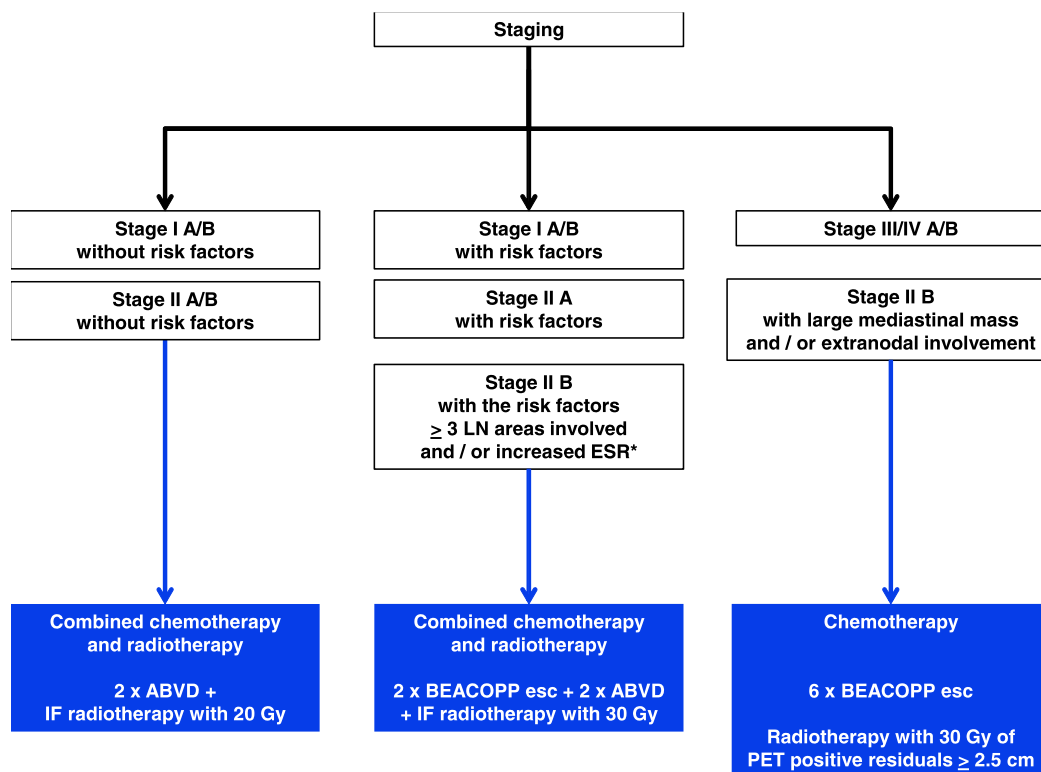 Staging
Stage I A/B
without risk factors
Stage II A/B
without risk factors
Stage I A/B
with risk factors
Stage II A
with risk factors
Stage II B
with the risk factors
≥ 3 LN areas involved
and / or increased ESR*
Stage III/IV A/B
Stage II B
with large mediastinal mass
and / or extranodal involvement
Combined chemotherapy
and radiotherapy
2 x ABVD +
IF radiotherapy with 20 Gy
Combined chemotherapy
and radiotherapy
2 x BEACOPP esc + 2 x ABVD
+ IF radiotherapy with 30 Gy
Chemotherapy
6 x BEACOPP esc
Radiotherapy with 30 Gy of
PET positive residuals ≥ 2.5 cm